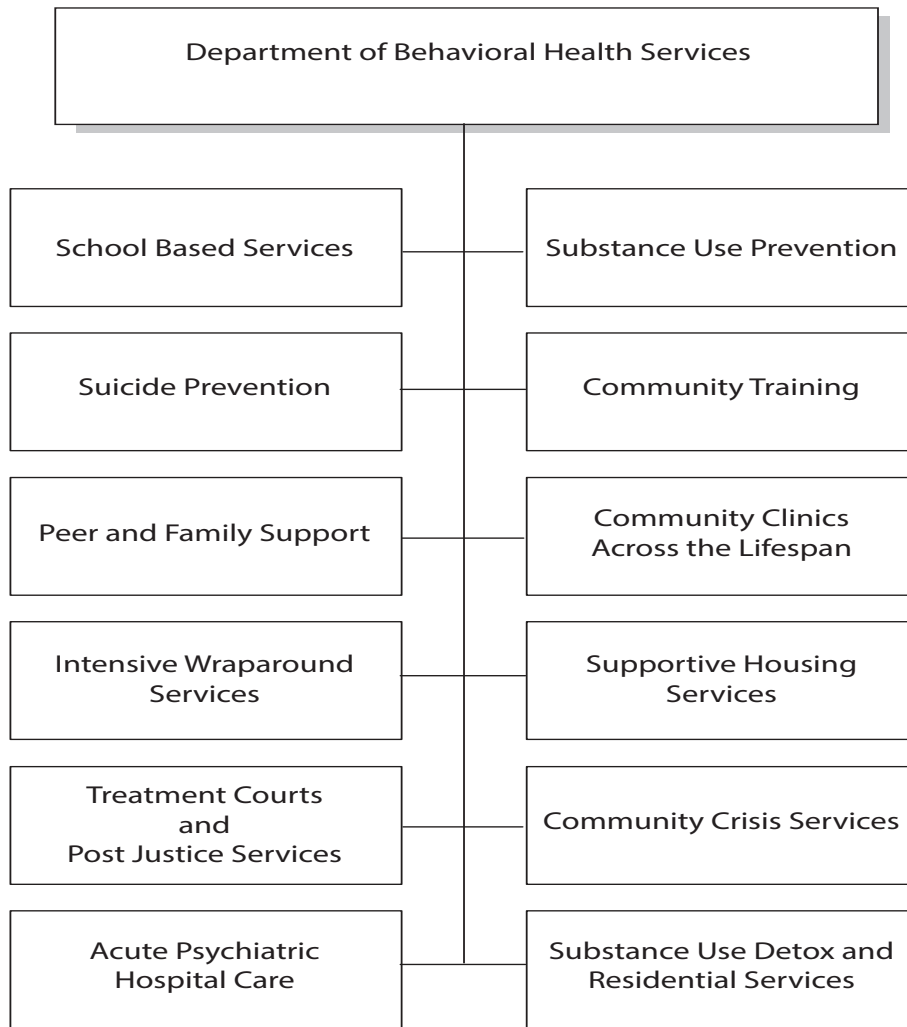 Department of Behavioral Health Services
School Based Services
Substance Use Prevention
Suicide Prevention
Community Training
Peer and Family Support
Community Clinics
Across the Lifespan
Intensive Wraparound
Services
Supportive Housing
Services
Treatment Courts
and
Post Justice Services
Community Crisis Services
Acute Psychiatric
Hospital Care
Substance Use Detox and
Residential Services